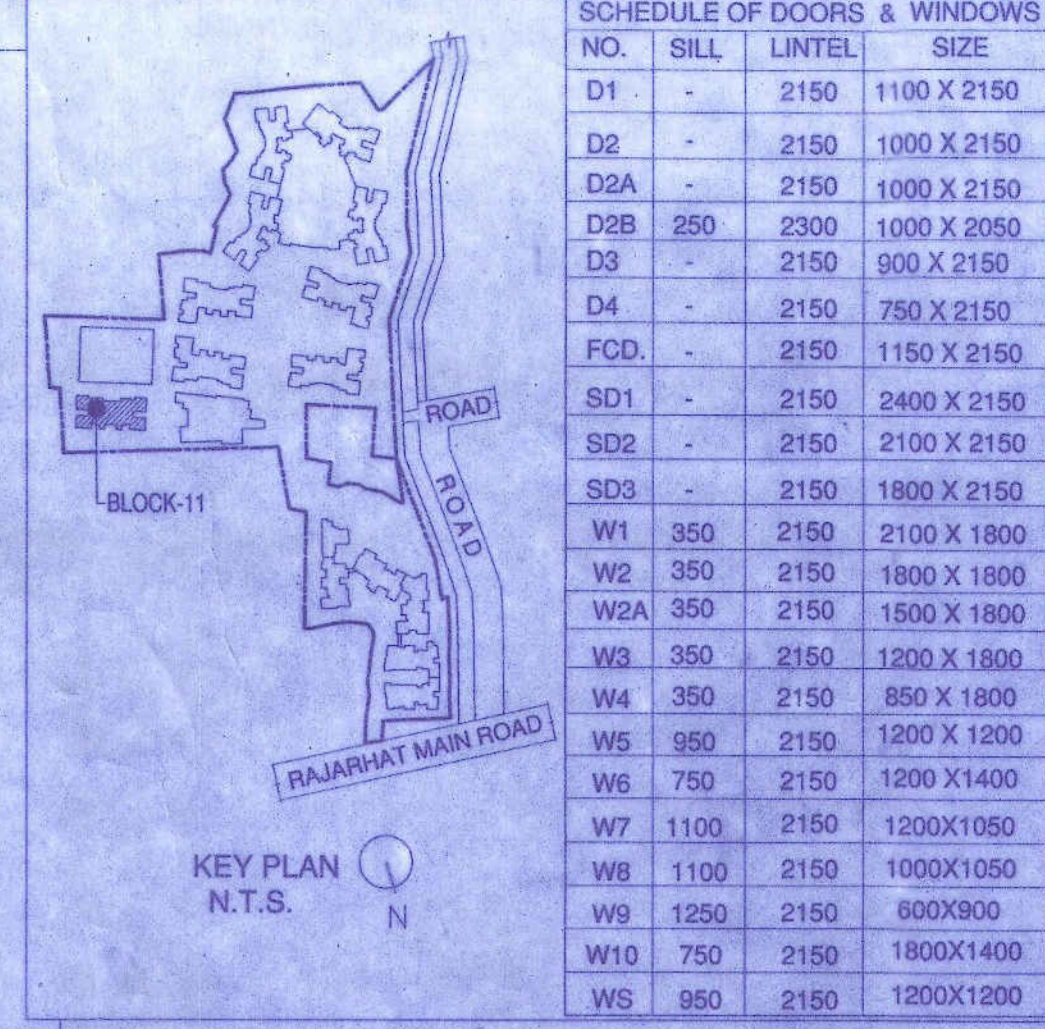 SCHEDULE OF DOORS & WINDOWS
NO. SILL LINTEL SIZE
D1 - 2150 1100 X 2150
D2 - 2150 1000 X 2150
D2A - 2150 1000 X 2150
D2B 250 2300 1000 X 2050
D3 - 2150 900 X 2150
D4 - 2150 750 X 2150
FCD. - 2150 1150 X 2150
SD1 - 2150 2400 X 2150
SD2 - 2150 2100 X 2150
SD3 - 2150 1800 X 2150
W1 350 2150 2100 X 1800
W2 350 2150 1800 X 1800
W2A 350 2150 1500 X 1800
W3 350 2150 1200 X 1800
W4 350 2150 850 X 1800
W5 950 2150 1200 X 1200
W6 750 2150 1200 X1400
W7 1100 2150 1200X1050
W8 1100 2150 1000X1050
W9 1250 2150 600X900
W10 750 2150 1800X1400
WS 950 2150 1200X1200
ROAD
ROAD
BLOCK-11
RAJARHAT MAIN ROAD
KEY PLAN
N.T.S.
N